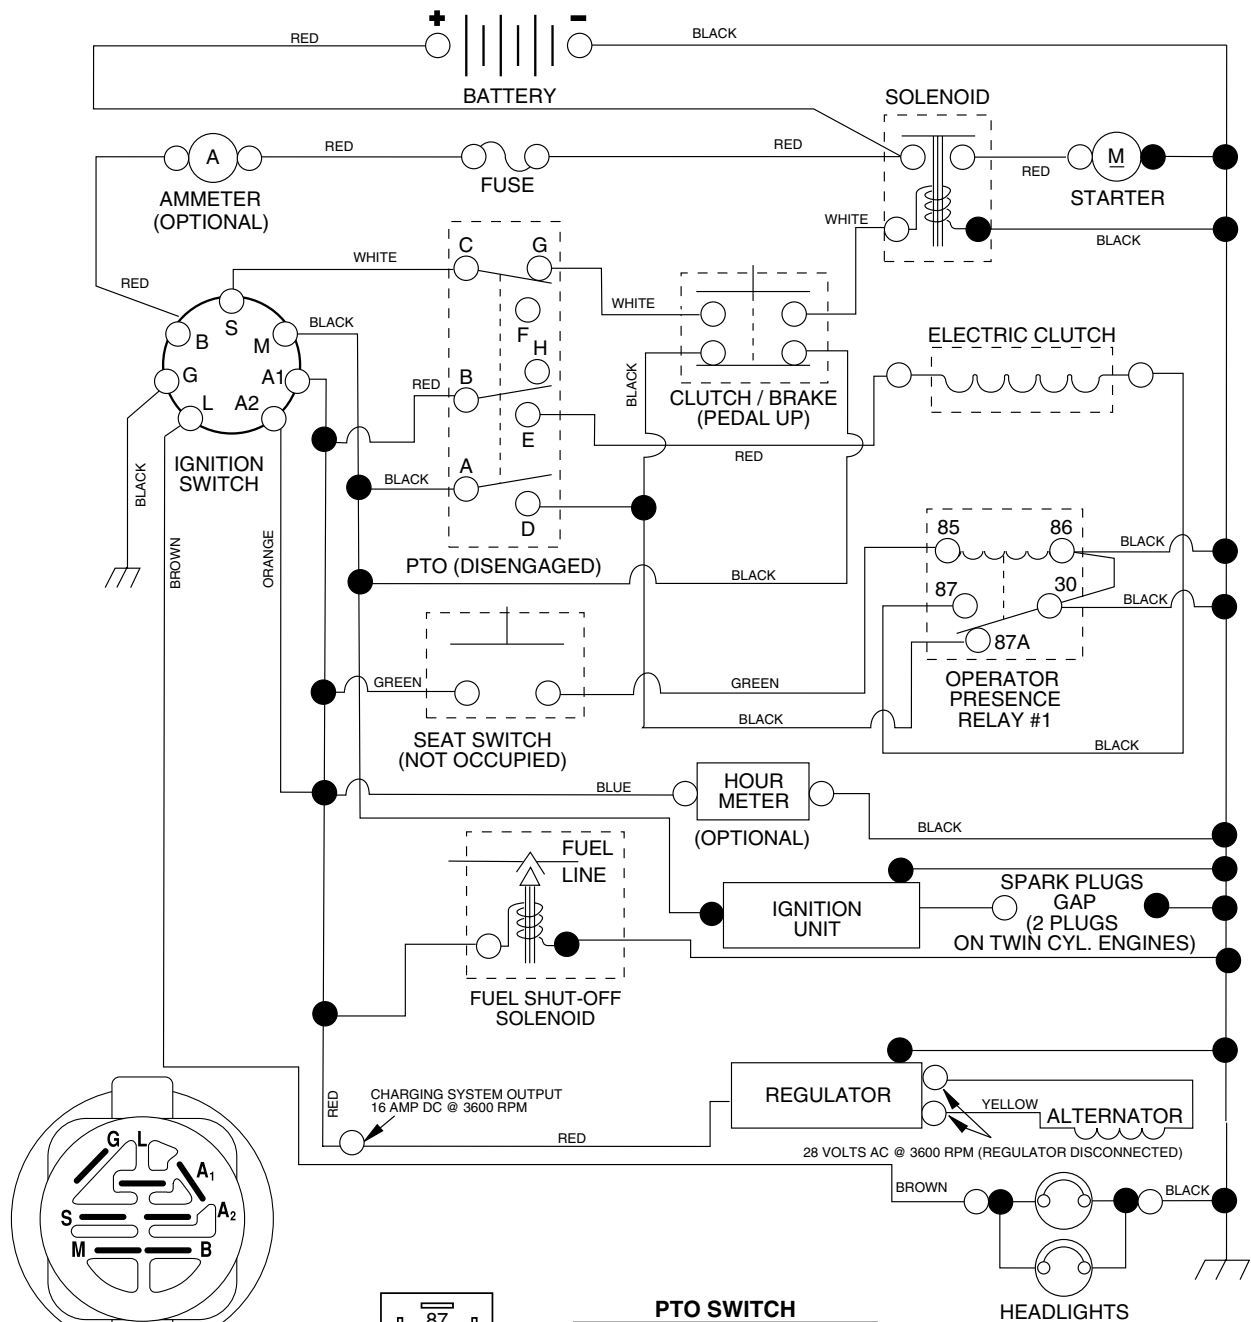 + -
RED
BLACK
BATTERY
SOLENOID
A
RED
RED
M
RED
FUSE
AMMETER
(OPTIONAL)
STARTER
WHITE
BLACK
C G
WHITE
RED
WHITE
S
F
BLACK
B M
H
ELECTRIC CLUTCH
G A1
B
RED
BLACK
CLUTCH / BRAKE
(PEDAL UP)
L A2
E
RED
IGNITION
SWITCH
A
BLACK
BLACK
D
85 86
BLACK
BROWN
ORANGE
PTO (DISENGAGED)
BLACK
87 30
BLACK
87A
GREEN
GREEN
OPERATOR
PRESENCE
RELAY #1
BLACK
SEAT SWITCH
(NOT OCCUPIED)
BLACK
BLUE
HOUR
METER
(OPTIONAL)
BLACK
FUEL
LINE
SPARK PLUGS
GAP
(2 PLUGS
ON TWIN CYL. ENGINES)
IGNITION
UNIT
FUEL SHUT-OFF
SOLENOID
RED
CHARGING SYSTEM OUTPUT
16 AMP DC @ 3600 RPM
REGULATOR
YELLOW
ALTERNATOR
RED
28 VOLTS AC @ 3600 RPM (REGULATOR DISCONNECTED)
G L
A1
BROWN
BLACK
S A2
M B
HEADLIGHTS
87
PTO SWITCH